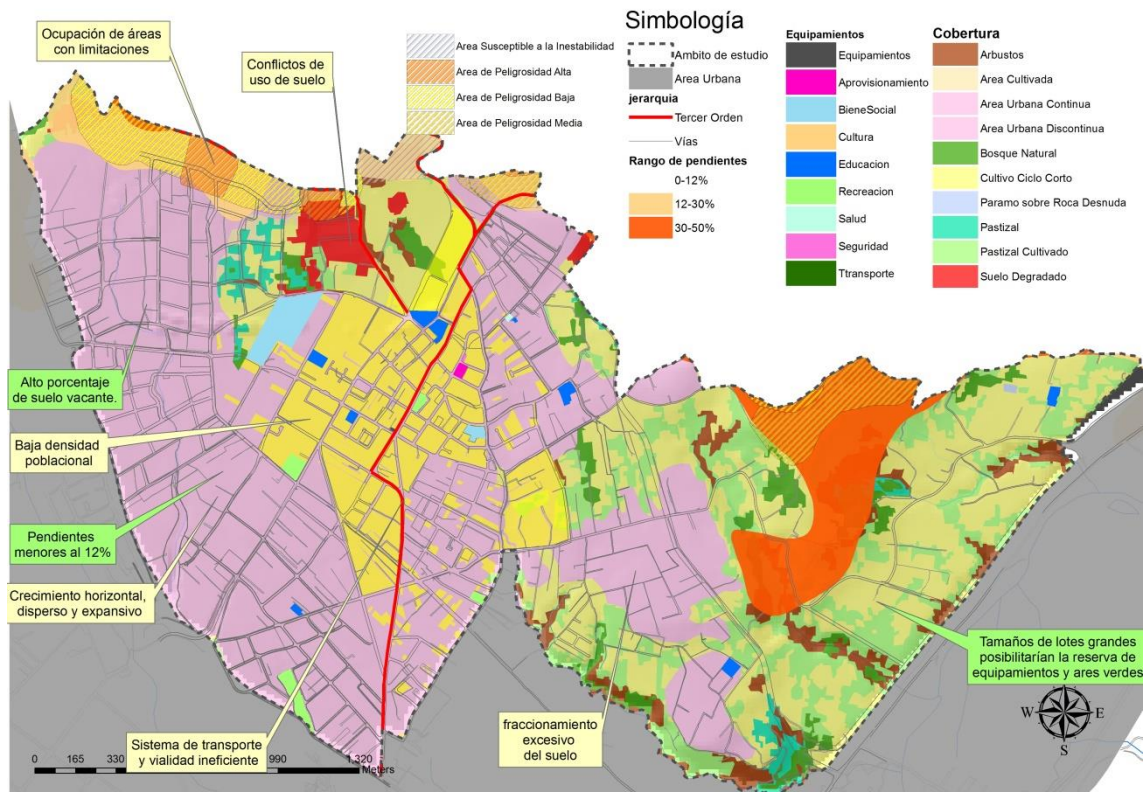 Ocupación de áreas
con limitaciones
Conflictos de
uso de suelo
Area Susceptible a la Inestabilidad
Area de Peligrosidad Alta
Area de Peligrosidad Baja
Area de Peligrosidad Media
Simbología
Ambito de estudio
Area Urbana
jerarquia
Tercer Orden
Vías
Rango de pendientes
0-12%
12-30%
30-50%
Equipamientos
Equipamientos
Aprovisionamiento
BieneSocial
Cultura
Educacion
Recreacion
Salud
Seguridad
Ttransporte
Cobertura
Arbustos
Area Cultivada
Area Urbana Continua
Area Urbana Discontinua
Bosque Natural
Cultivo Ciclo Corto
Paramo sobre Roca Desnuda
Pastizal
Pastizal Cultivado
Suelo Degradado
Alto porcentaje
de suelo vacante.
Baja densidad
poblacional
Pendientes
menores al 12%
Crecimiento horizontal,
disperso y expansivo
Sistema de transporte
y vialidad ineficiente
fraccionamiento
excesivo
del suelo
Tamaños de lotes grandes
posibilitarían la reserva de
equipamientos y ares verdes
N
W E
S
0 165 330 990 1.320
Meters